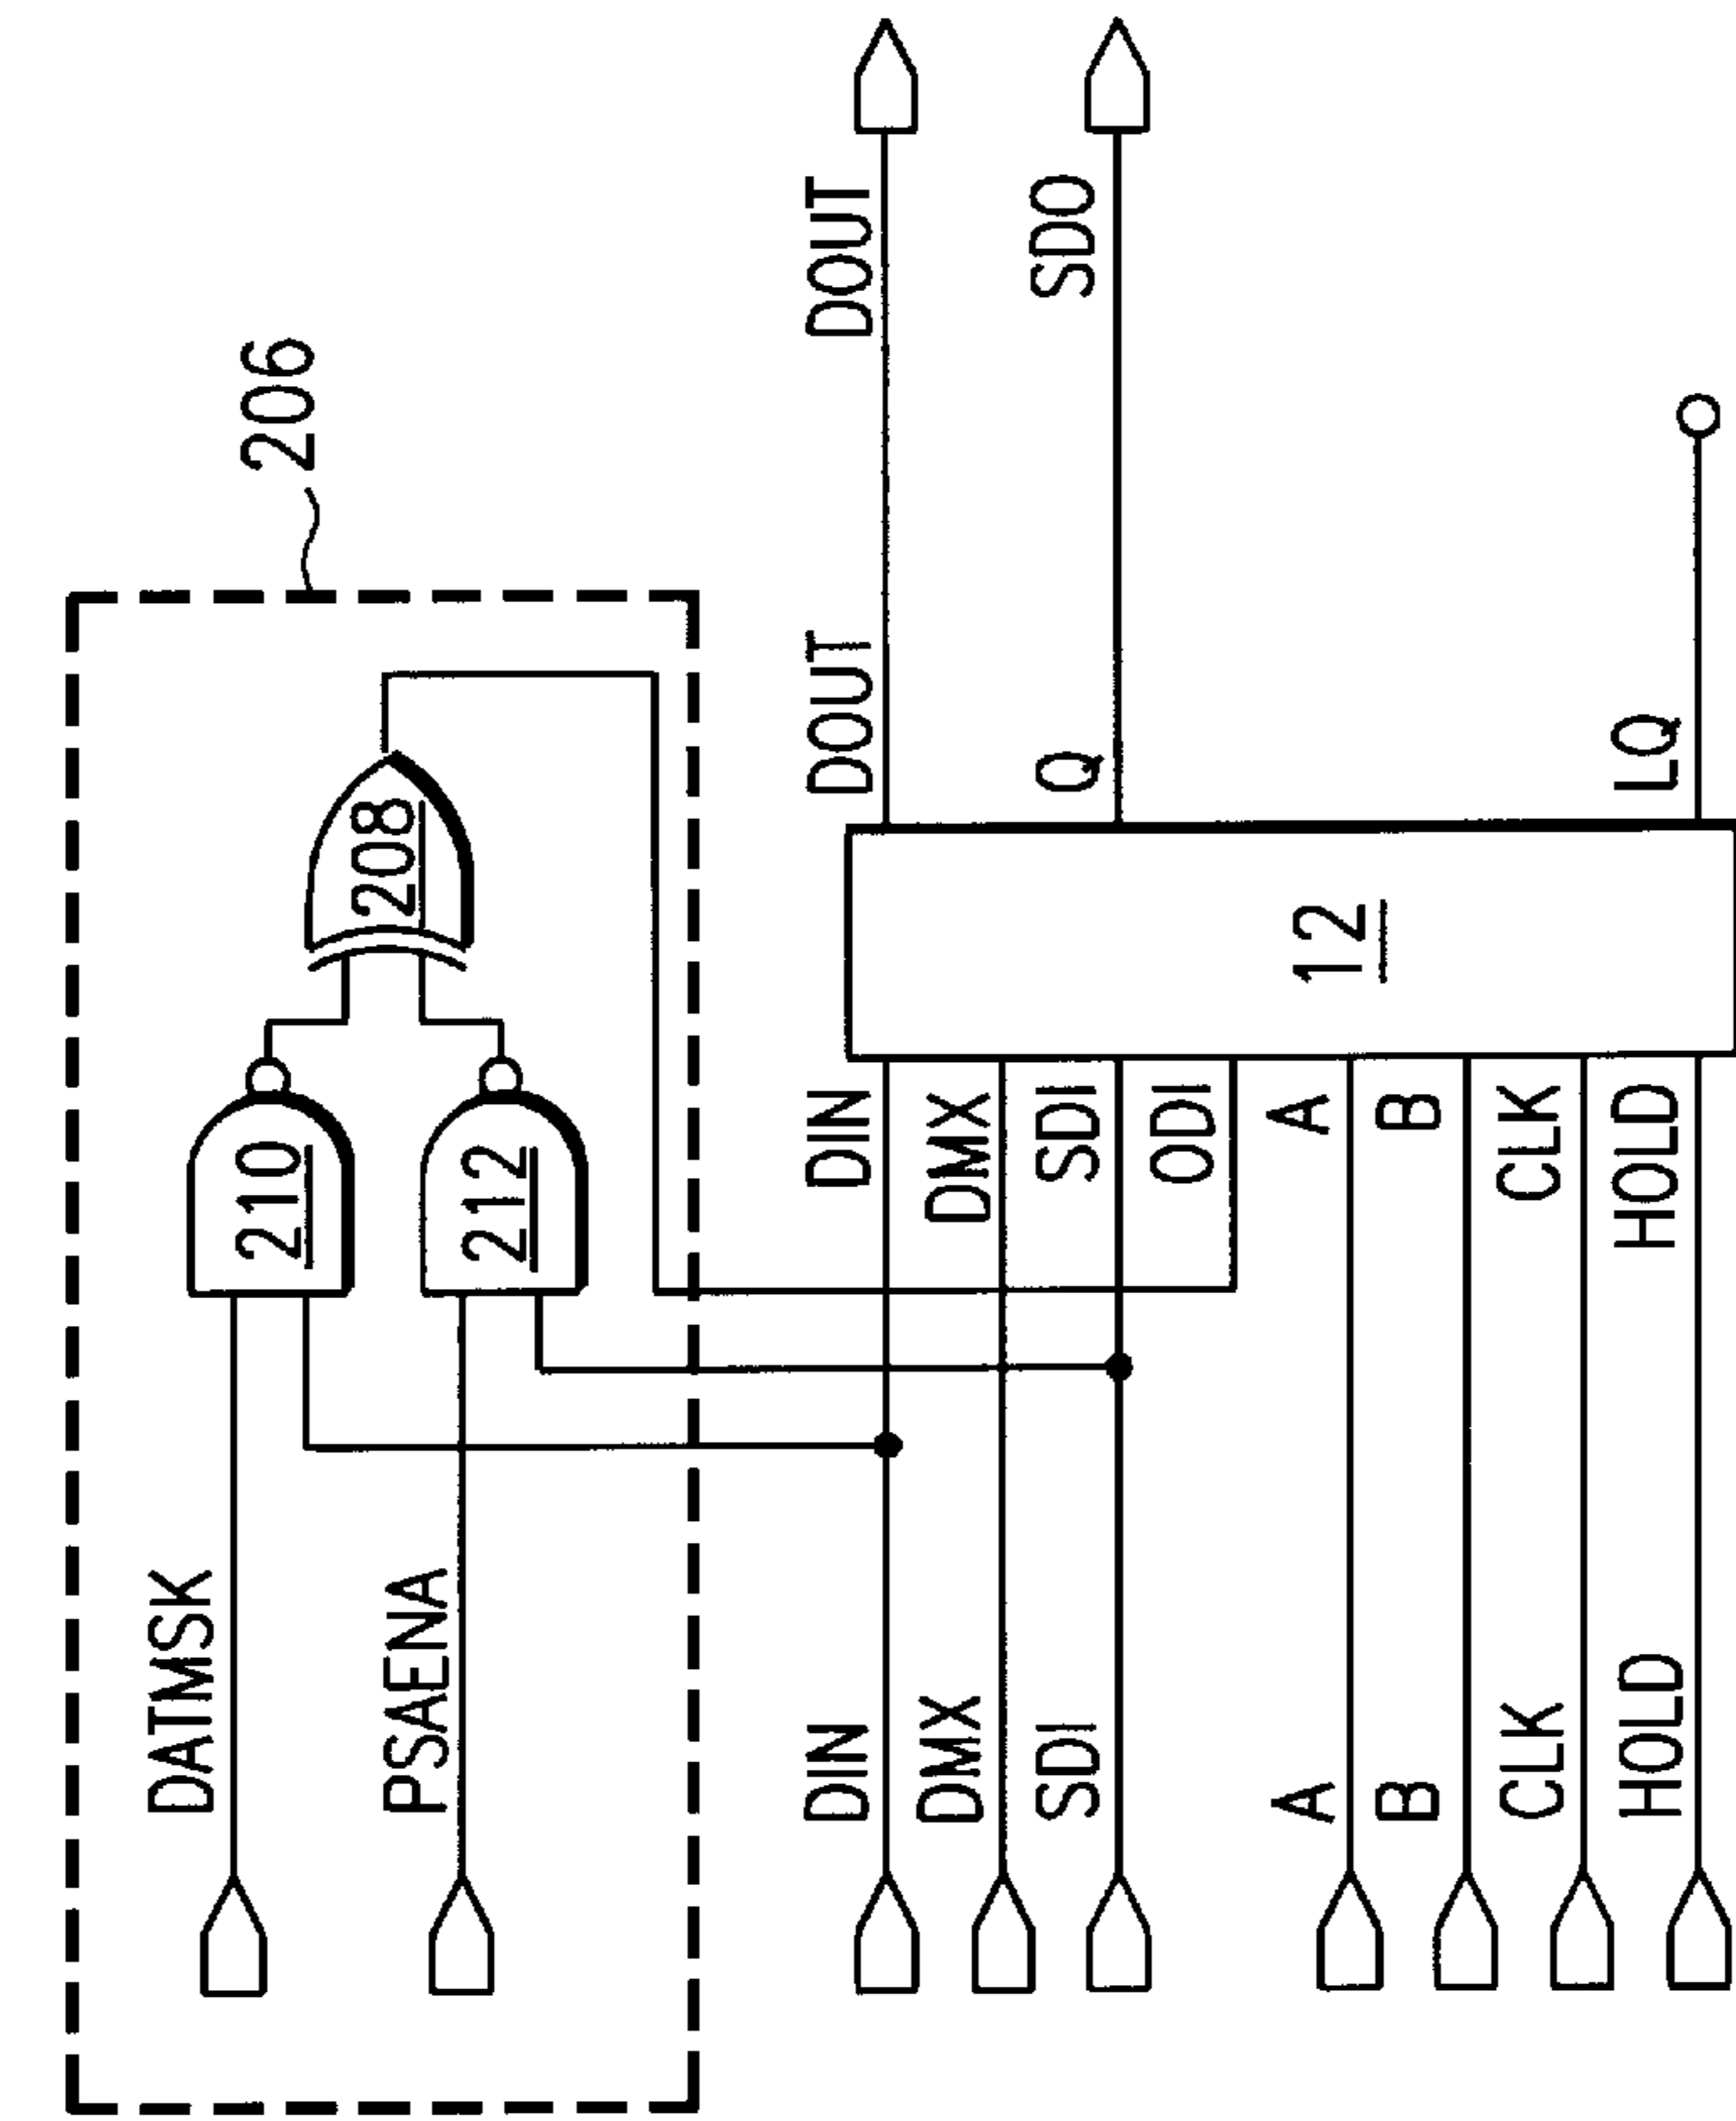 206
DATMSK
210
208
PSAENA
212
DIN
DIN
DOUT
DOUT
DMX
DMX
SDI
SDI
Q
SDO
ODI
12
A
A
B
B
CLK
CLK
HOLD
HOLD
LQ